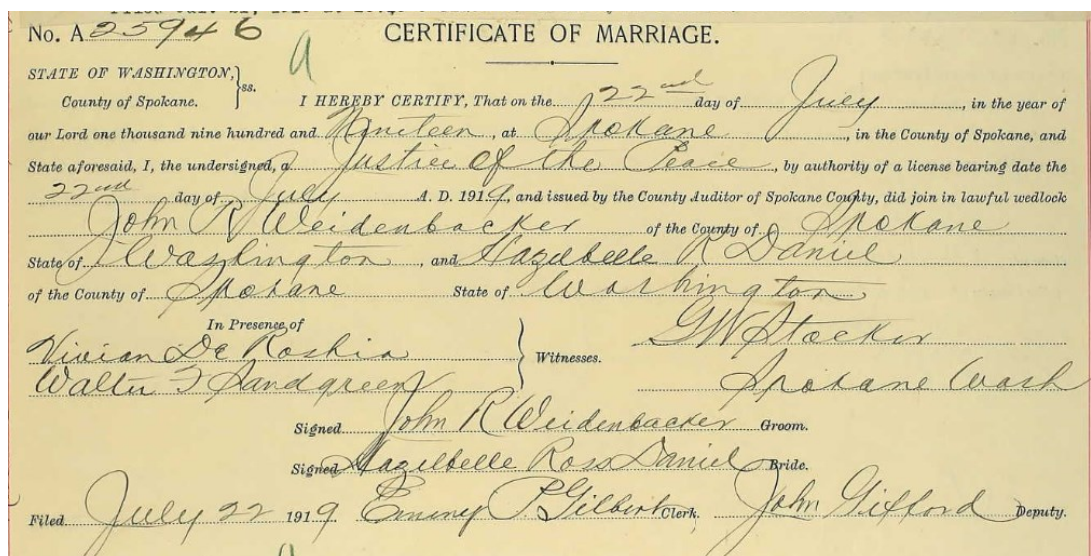 No. A 25946 CERTIFICATE OF MARRIAGE.
a
STATE OF WASHINGTON, } ss.
County of Spokane.
I HEREBY CERTIFY, That on the 22nd day of July, in the year of
our Lord one thousand nine hundred and Nineteen, at Spokane, in the County of Spokane, and
State aforesaid, I, the undersigned, a Justice of the Peace, by authority of a license bearing date the
22nd day of July A. D. 1919, and issued by the County Auditor of Spokane County, did join in lawful wedlock
John R Weidenbacker of the County of Spokane
State of Washington, and Hazelbelle R Daniel
of the County of Spokane State of Washington
In Presence of
GW Stocker
Vivian De Roshia
Witnesses.
Walter F Sandgreen
Spokane Wash
Signed John R Weidenbacker Groom.
Signed Hazelbelle Ross Daniel Bride.
Filed July 22 1919 Eminy P Gilbert Clerk. John Gifford Deputy.